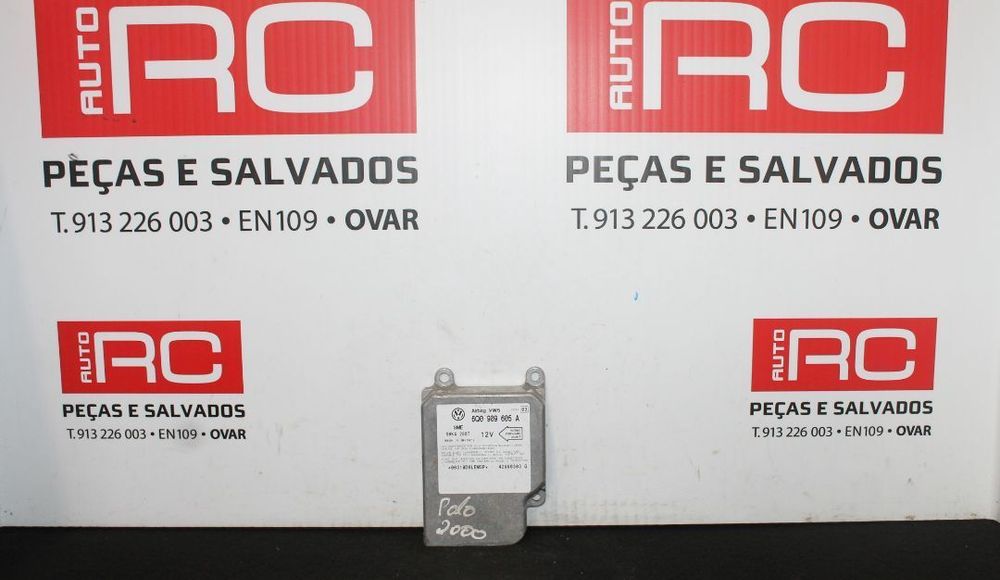 AUTO RC
PEÇAS E SALVADOS
T. 913 226 003 • EN109 • OVAR
AUTO RC
PEÇAS E SALVADOS
T. 913 226 003 • EN109 • OVAR
AUTO RC
PEÇAS E SALVADOS
T. 913 226 003 • EN109 • OVAR
AUTO RC
PEÇAS E SALVADOS
T. 913 226 003 • EN109 • OVAR
Airbag VW5
6Q0 909 605 A
12V
Polo
2000